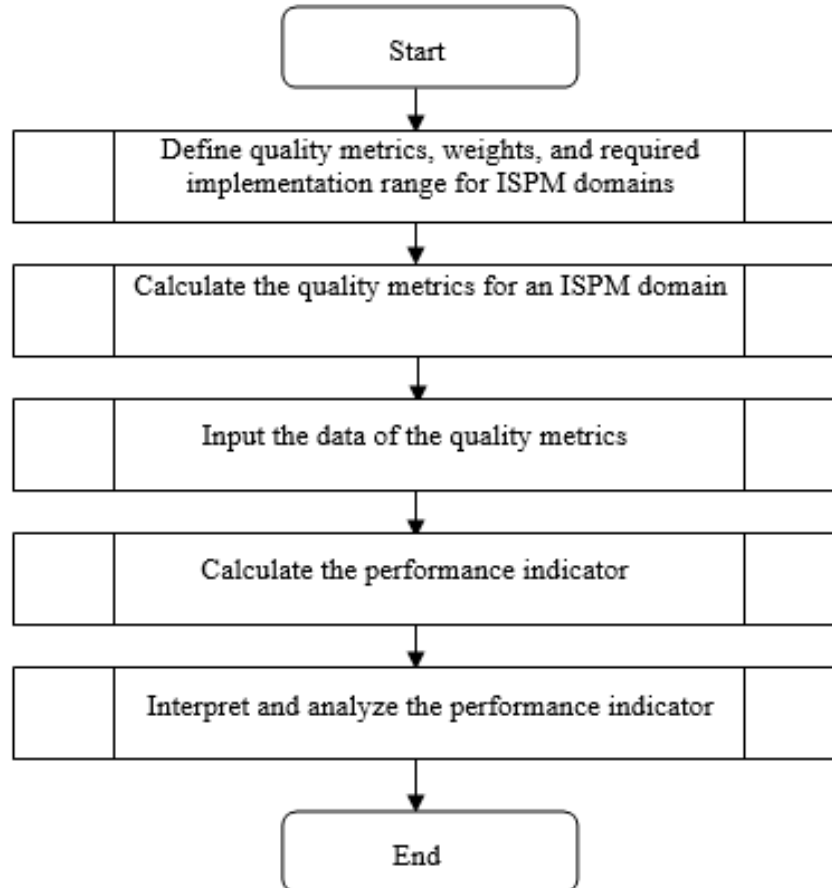 Start
Define quality metrics, weights, and required
implementation range for ISPM domains
Calculate the quality metrics for an ISPM domain
Input the data of the quality metrics
Calculate the performance indicator
Interpret and analyze the performance indicator
End